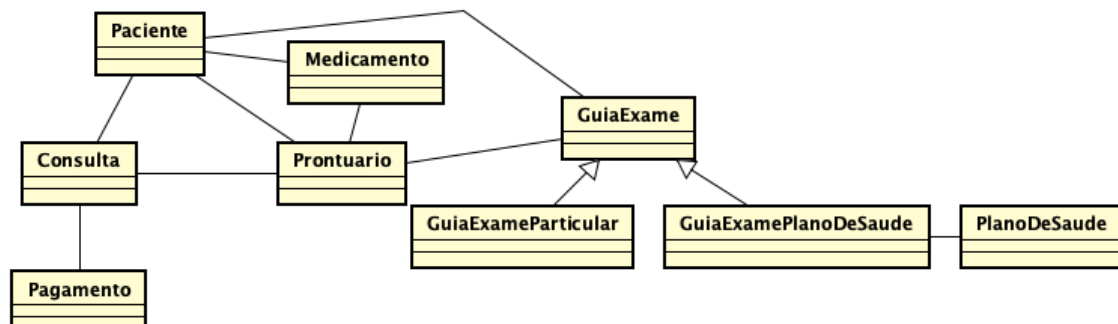 Paciente
Medicamento
GuiaExame
Consulta
Prontuario
GuiaExameParticular
GuiaExamePlanoDeSaude
PlanoDeSaude
Pagamento